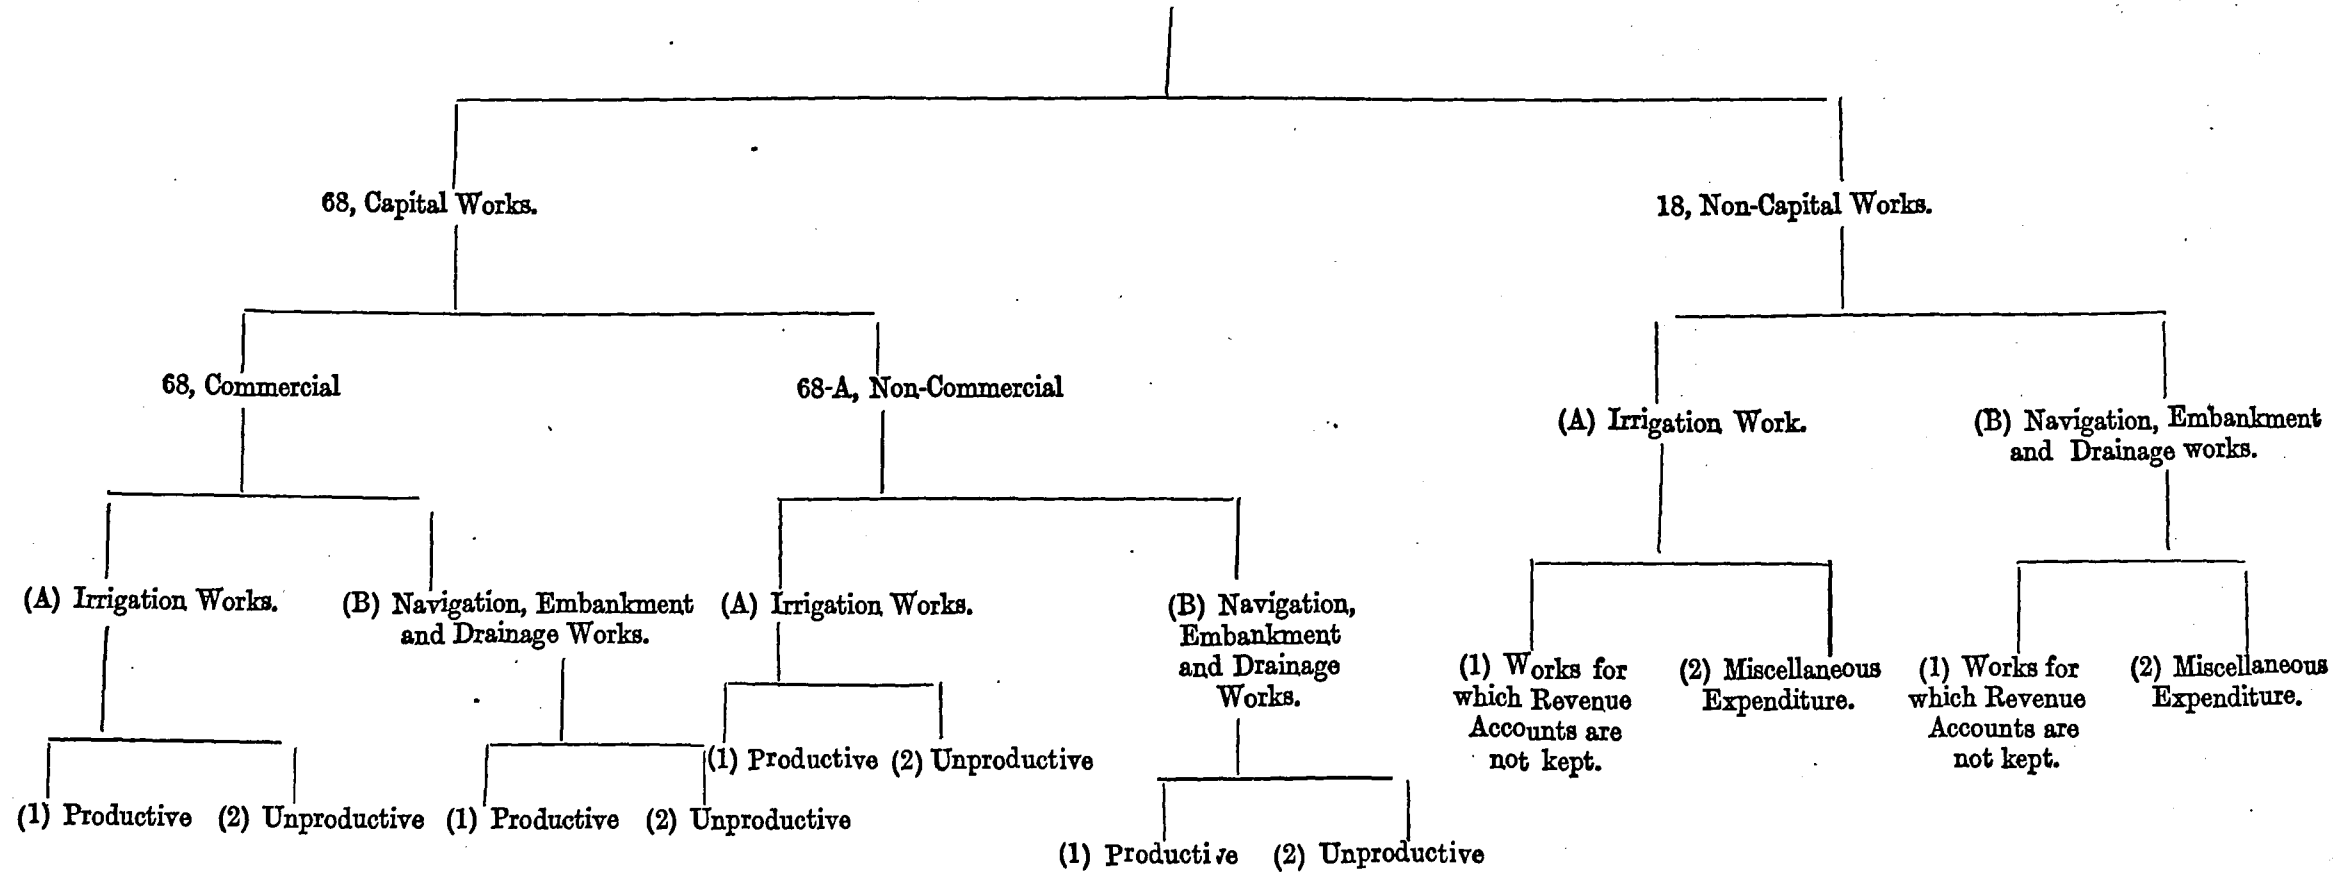 68, Capital Works.
18, Non-Capital Works.
68, Commercial
68-A, Non-Commercial
(A) Irrigation Work.
(B) Navigation, Embankment
and Drainage works.
(A) Irrigation Works.
(B) Navigation, Embankment
and Drainage Works.
(A) Irrigation Works.
(B) Navigation,
Embankment
and Drainage
Works.
(1) Works for
which Revenue
Accounts are
not kept.
(2) Miscellaneous
Expenditure.
(1) Works for
which Revenue
Accounts are
not kept.
(2) Miscellaneous
Expenditure.
(1) Productive
(2) Unproductive
(1) Productive
(2) Unproductive
(1) Productive
(2) Unproductive
(1) Productive
(2) Unproductive